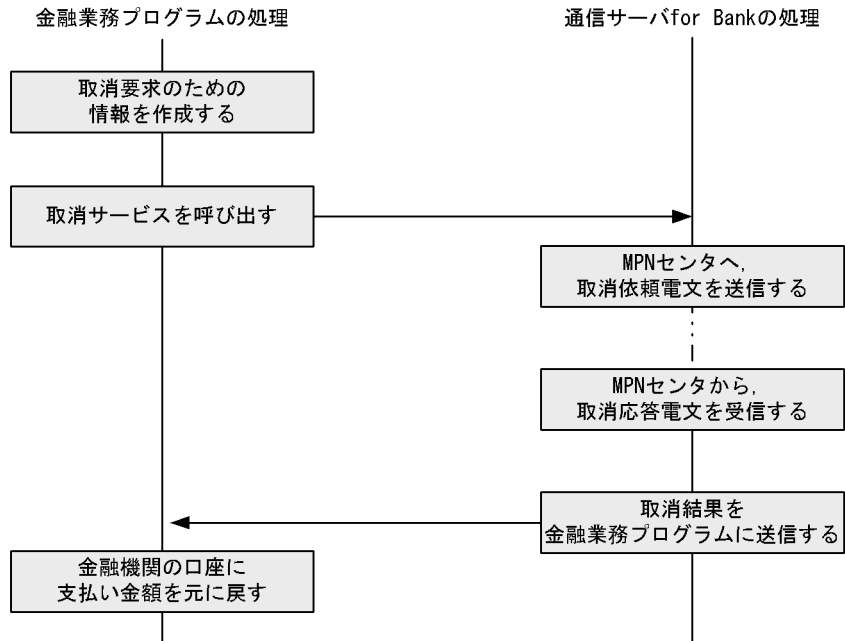 金融業務プログラムの処理
通信サーバfor Bankの処理
取消要求のための
情報を作成する
取消サービスを呼び出す
MPNセンタへ,
取消依頼電文を送信する
MPNセンタから,
取消応答電文を受信する
取消結果を
金融業務プログラムに送信する
金融機関の口座に
支払い金額を元に戻す